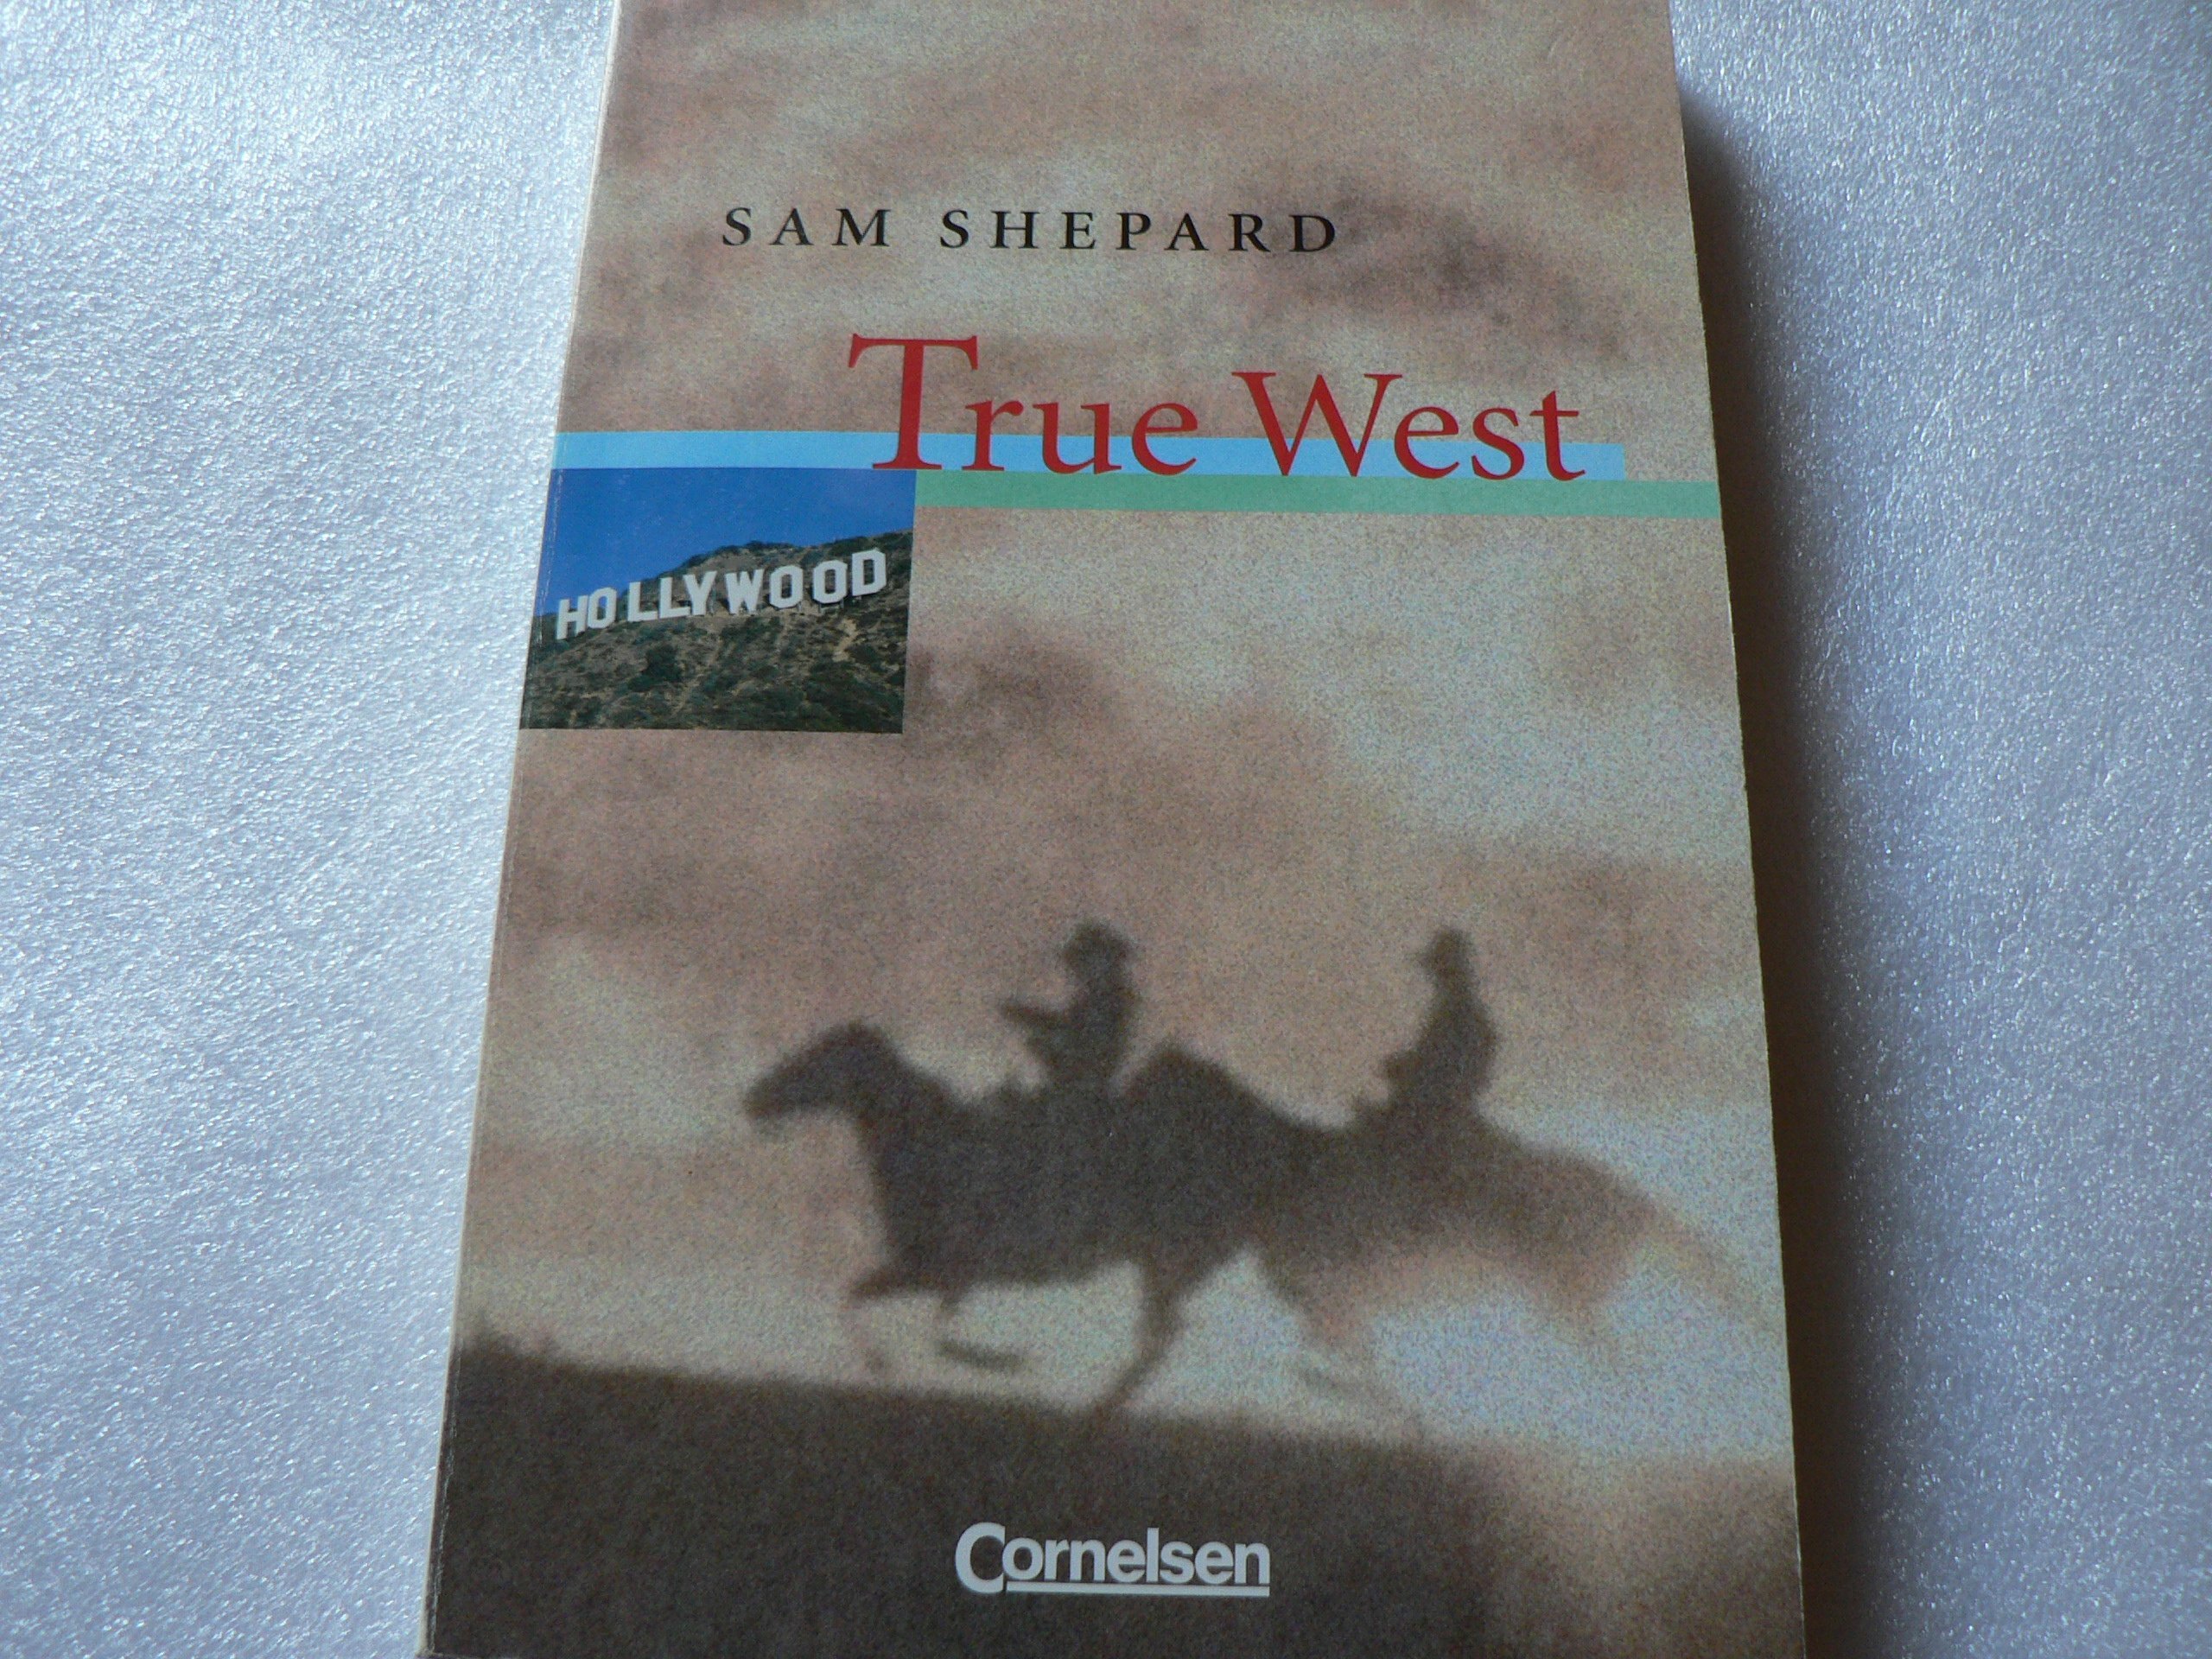 SAM SHEPARD
True West
HOLLYWOOD
Cornelsen